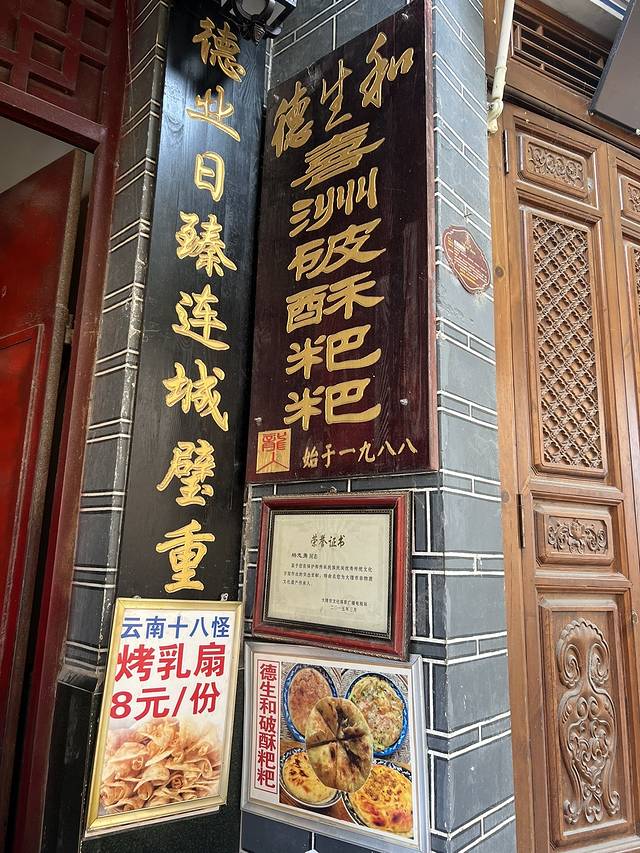 德业日臻连城璧重
德生和
喜洲破酥粑粑
始于一九八八
荣誉证书
云南十八怪
烤乳扇
8元/份
德生和破酥粑粑